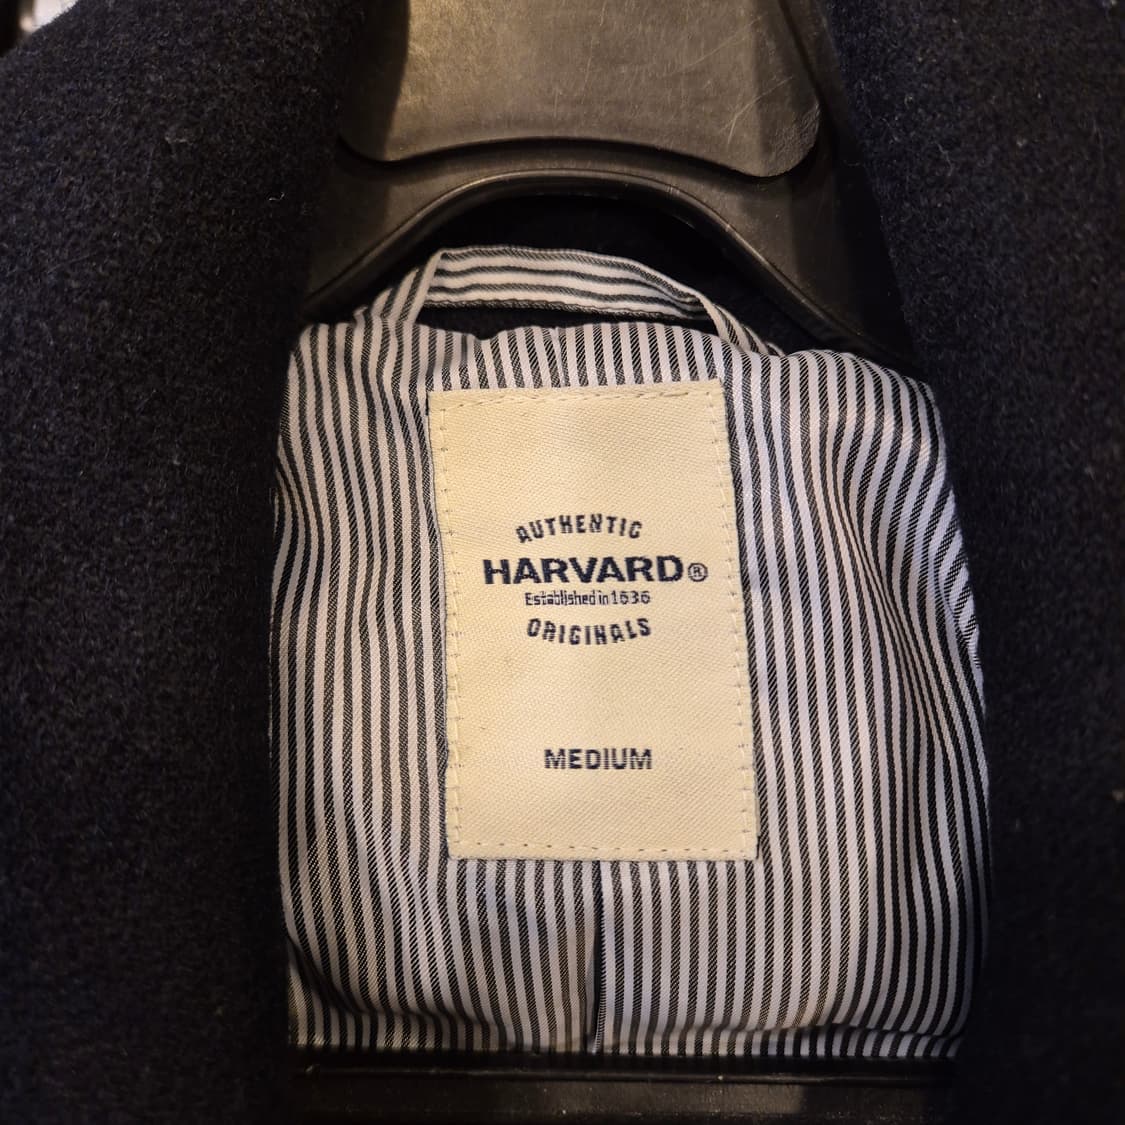 AUTHENTIC
HARVARD®
Established in 1636
ORIGINALS
MEDIUM